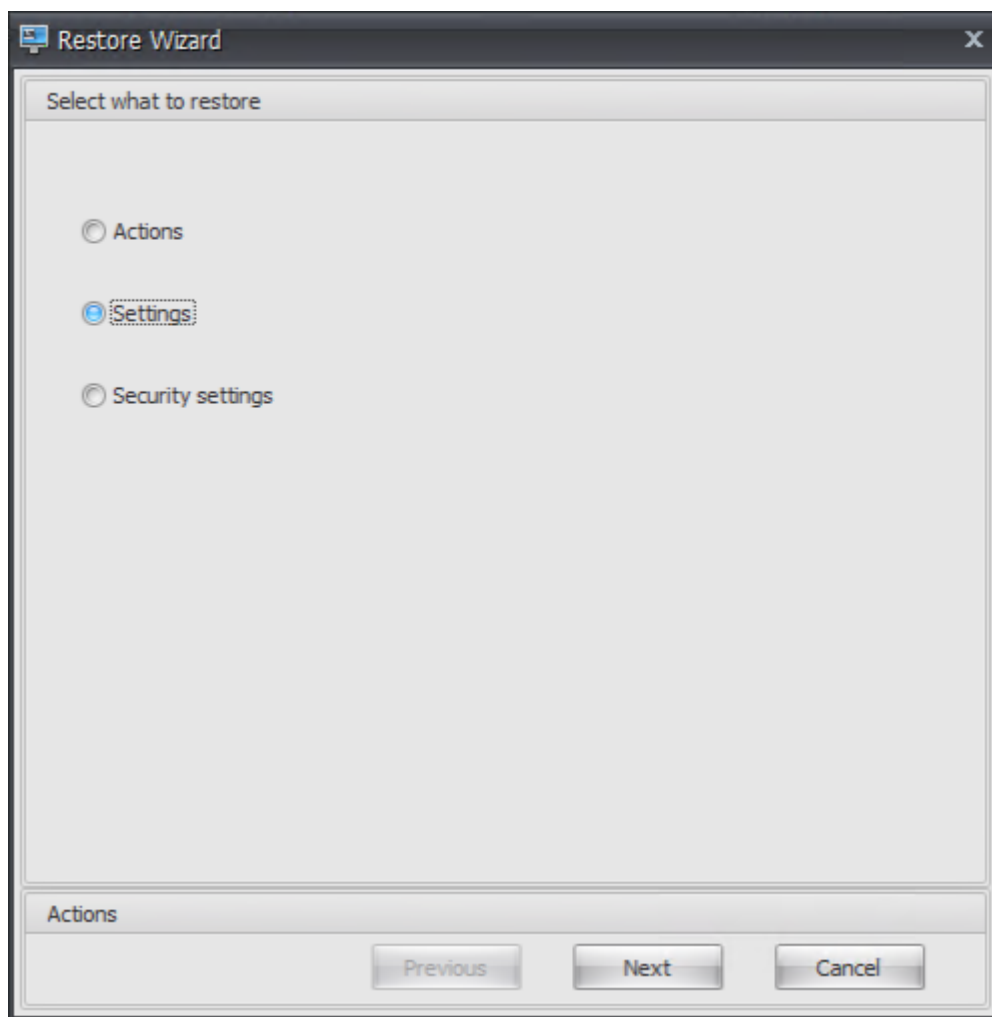 Restore Wizard
Select what to restore
Actions
Settings
Security settings
Actions
Previous Next Cancel